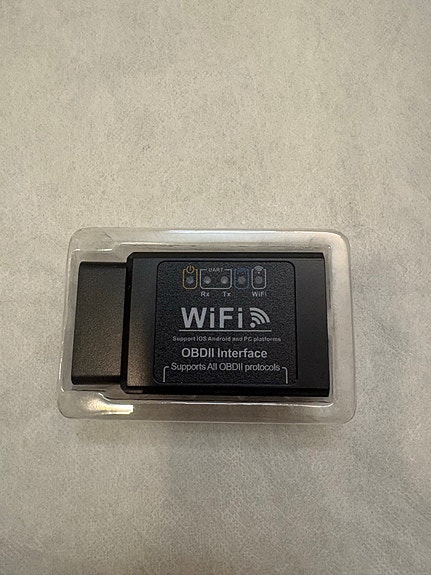 UART
Rx Tx WiFi
WiFi
Support iOS Android and PC platforms
OBDII Interface
Supports All OBDII protocols